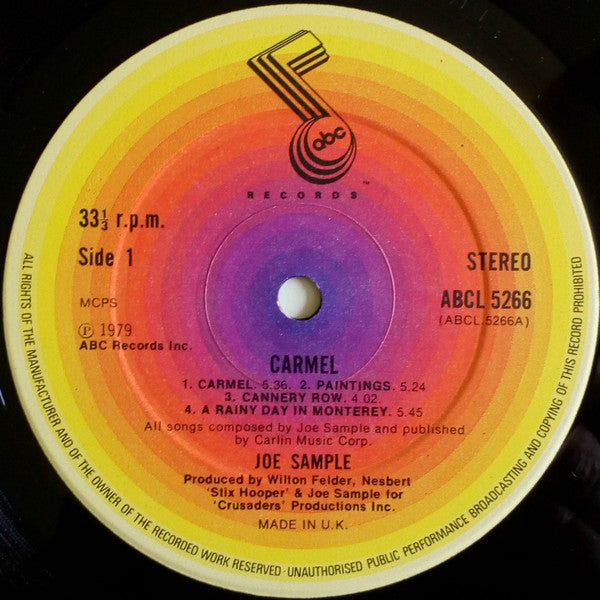 abc
RECORDS
™
33⅓ r.p.m.
Side 1
STEREO
MCPS
ABCL 5266
(ABCL.5266A)
℗ 1979
ABC Records Inc.
CARMEL
1. CARMEL. 5.36. 2. PAINTINGS. 5.24
3. CANNERY ROW. 4.02.
4. A RAINY DAY IN MONTEREY. 5.45
All songs composed by Joe Sample and published
by Carlin Music Corp.
JOE SAMPLE
Produced by Wilton Felder, Nesbert
'Stix Hooper' & Joe Sample for
'Crusaders' Productions Inc.
MADE IN U.K.
ALL RIGHTS OF THE MANUFACTURER AND OF THE OWNER OF THE RECORDED WORK RESERVED · UNAUTHORISED PUBLIC PERFORMANCE BROADCASTING AND COPYING OF THIS RECORD PROHIBITED